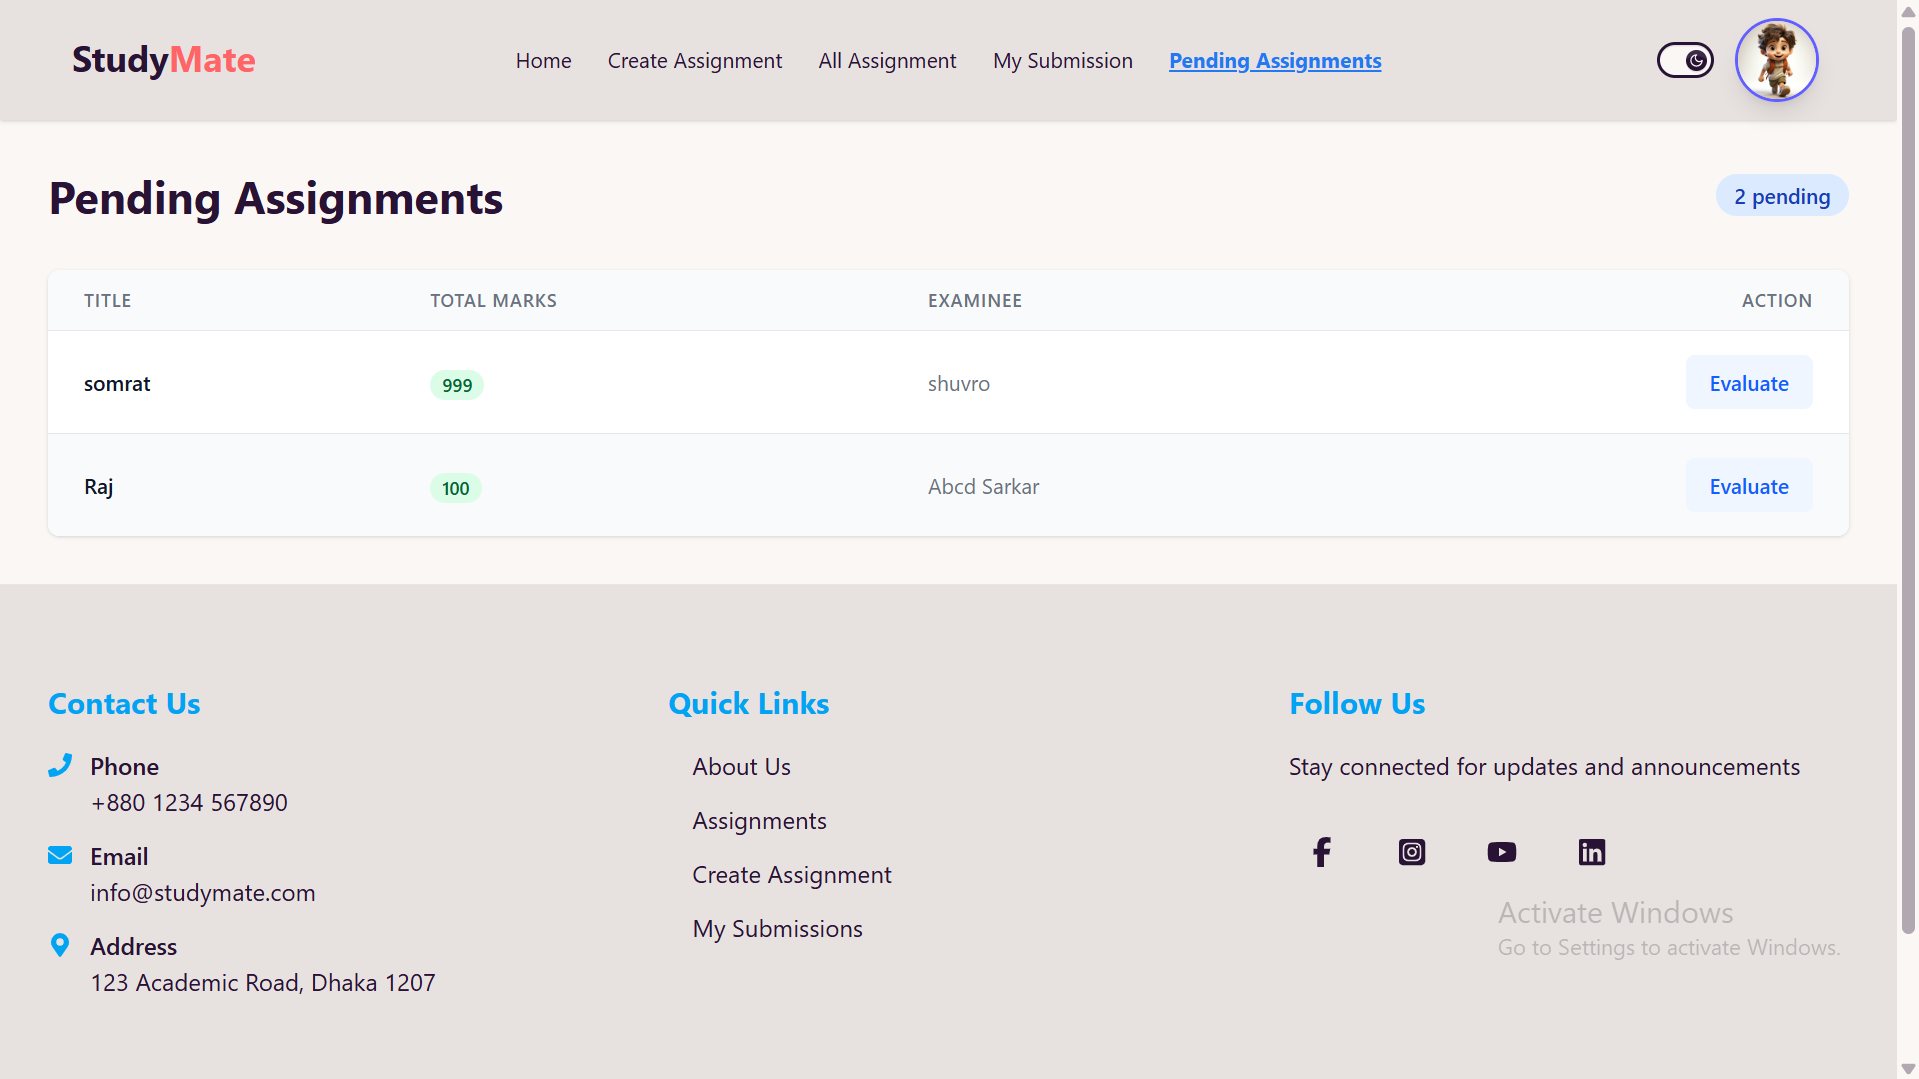 StudyMate
Home Create Assignment All Assignment My Submission Pending Assignments
Pending Assignments
2 pending
TITLE TOTAL MARKS EXAMINEE ACTION
somrat 999 shuvro Evaluate
Raj 100 Abcd Sarkar Evaluate
Contact Us
Phone
+880 1234 567890
Email
info@studymate.com
Address
123 Academic Road, Dhaka 1207
Quick Links
About Us
Assignments
Create Assignment
My Submissions
Follow Us
Stay connected for updates and announcements
Activate Windows
Go to Settings to activate Windows.